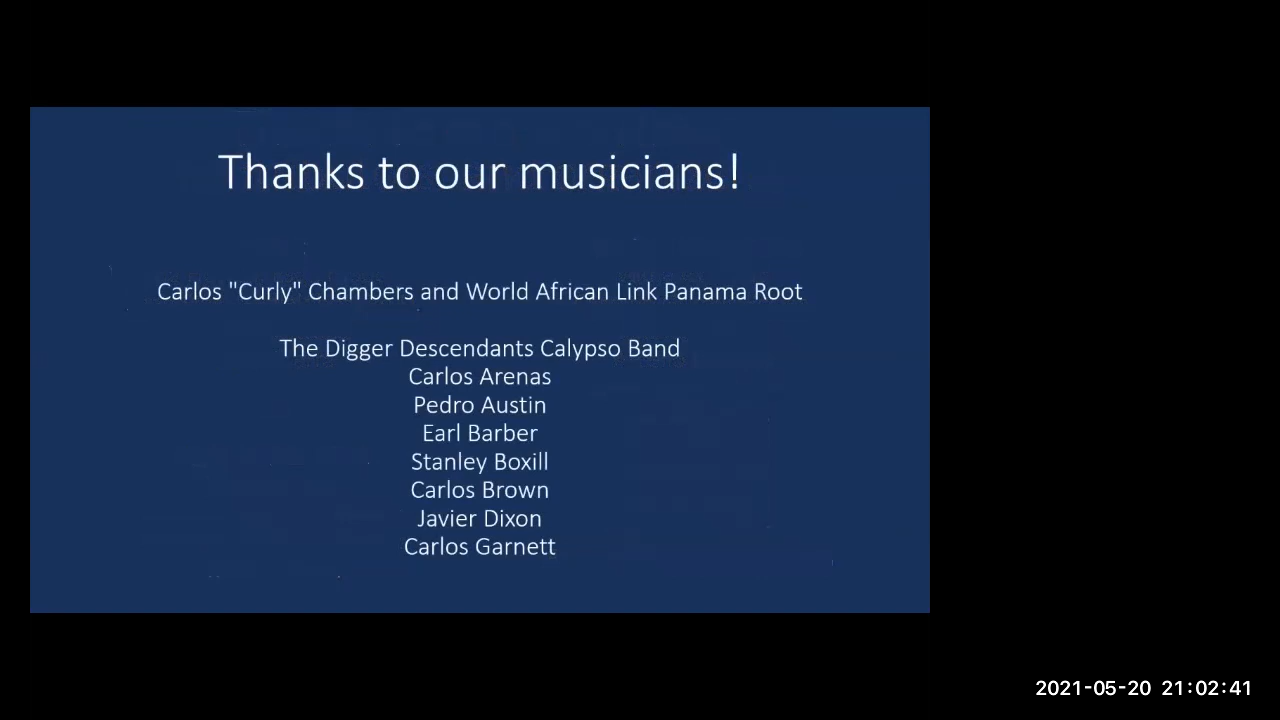 Thanks to our musicians!
Carlos "Curly" Chambers and World African Link Panama Root
The Digger Descendants Calypso Band
Carlos Arenas
Pedro Austin
Earl Barber
Stanley Boxill
Carlos Brown
Javier Dixon
Carlos Garnett
2021-05-20 21:02:41